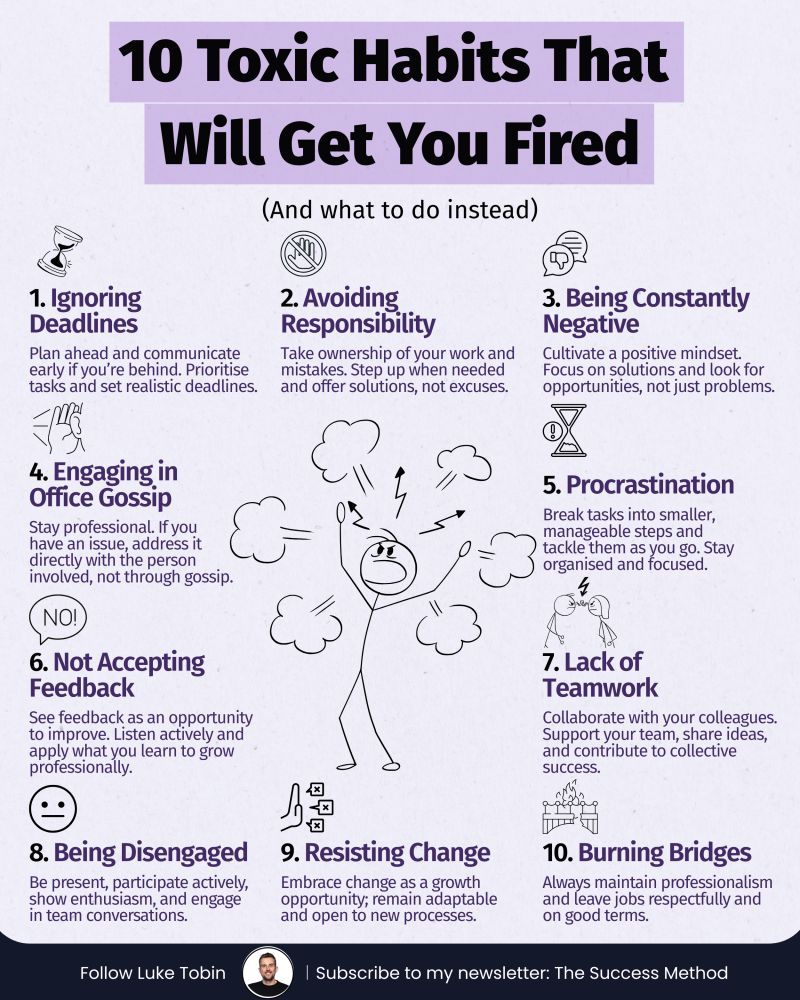 10 Toxic Habits That
Will Get You Fired
(And what to do instead)
1. Ignoring
Deadlines
Plan ahead and communicate
early if you're behind. Prioritise
tasks and set realistic deadlines.
2. Avoiding
Responsibility
Take ownership of your work and
mistakes. Step up when needed
and offer solutions, not excuses.
3. Being Constantly
Negative
Cultivate a positive mindset.
Focus on solutions and look for
opportunities, not just problems.
4. Engaging in
Office Gossip
Stay professional. If you
have an issue, address it
directly with the person
involved, not through gossip.
5. Procrastination
Break tasks into smaller,
manageable steps and
tackle them as you go. Stay
organised and focused.
NO!
6. Not Accepting
Feedback
See feedback as an opportunity
to improve. Listen actively and
apply what you learn to grow
professionally.
7. Lack of
Teamwork
Collaborate with your colleagues.
Support your team, share ideas,
and contribute to collective
success.
8. Being Disengaged
Be present, participate actively,
show enthusiasm, and engage
in team conversations.
9. Resisting Change
Embrace change as a growth
opportunity; remain adaptable
and open to new processes.
10. Burning Bridges
Always maintain professionalism
and leave jobs respectfully and
on good terms.
Follow Luke Tobin | Subscribe to my newsletter: The Success Method